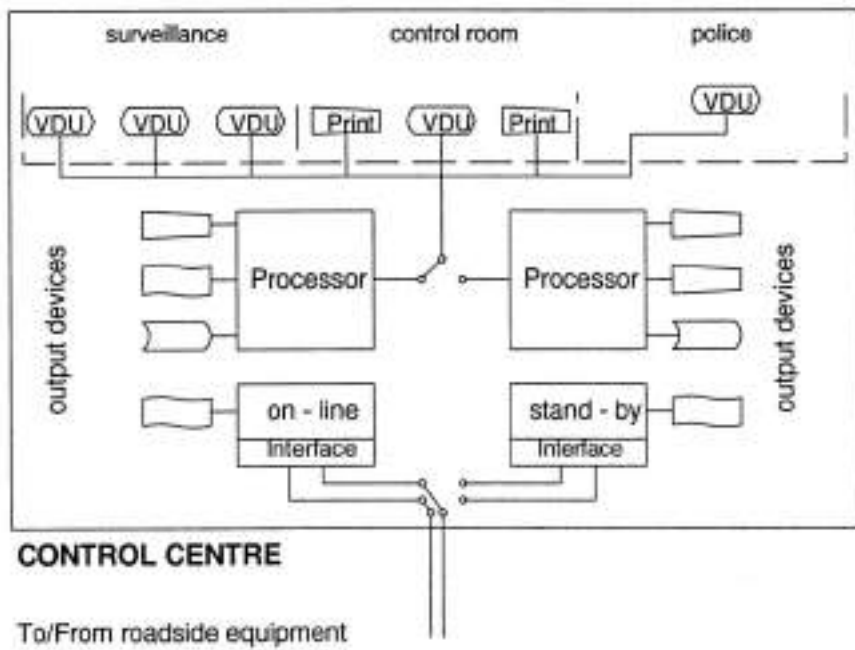 surveillance control room police
VDU
VDU VDU VDU Print VDU Print
output devices
Processor Processor
output devices
on - line stand - by
Interface Interface
CONTROL CENTRE
To/From roadside equipment